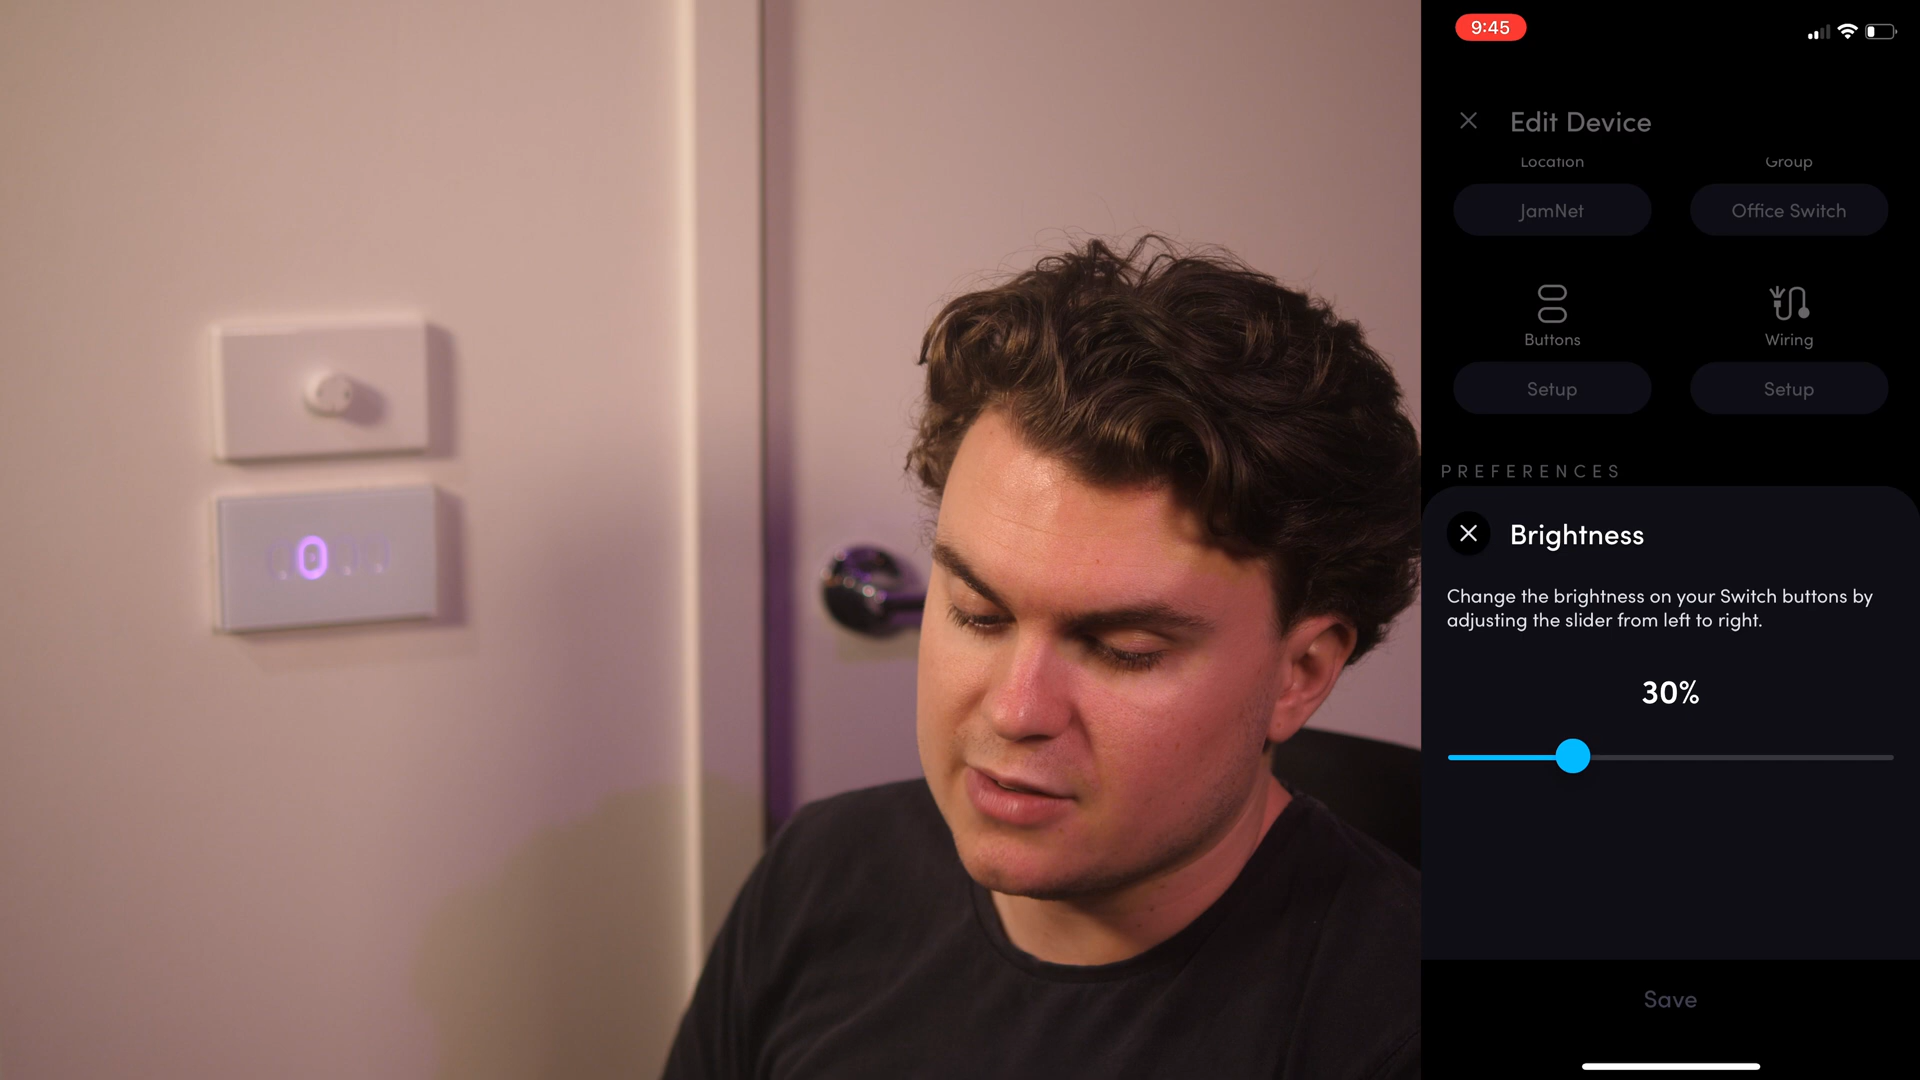 9:45
Edit Device
Location
Group
JamNet
Office Switch
Buttons
Wiring
Setup
Setup
PREFERENCES
Brightness
Change the brightness on your Switch buttons by
adjusting the slider from left to right.
30%
Save